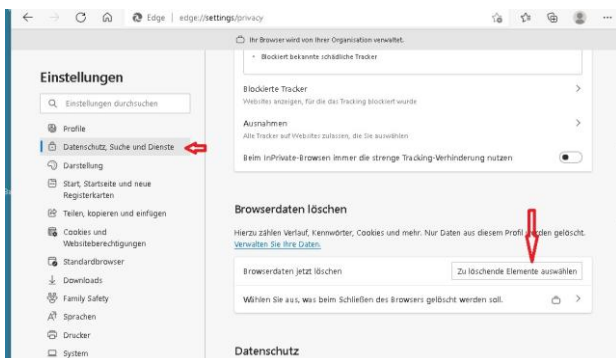 Edge | edge://settings/privacy
Ihr Browser wird von Ihrer Organisation verwaltet.
Einstellungen
Einstellungen durchsuchen
Profile
Datenschutz, Suche und Dienste
Darstellung
Start, Startseite und neue
Registerkarten
Teilen, kopieren und einfügen
Cookies und
Websiteberechtigungen
Standardbrowser
Downloads
Family Safety
Sprachen
Drucker
System
• Blockiert bekannte schädliche Tracker
Blockierte Tracker
Websites anzeigen, für die das Tracking blockiert wurde
Ausnahmen
Alle Tracker auf Websites zulassen, die Sie auswählen
Beim InPrivate-Browsen immer die strenge Tracking-Verhinderung nutzen
Browserdaten löschen
Hierzu zählen Verlauf, Kennwörter, Cookies und mehr. Nur Daten aus diesem Profil werden gelöscht.
Verwalten Sie Ihre Daten.
Browserdaten jetzt löschen
Zu löschende Elemente auswählen
Wählen Sie aus, was beim Schließen des Browsers gelöscht werden soll.
Datenschutz